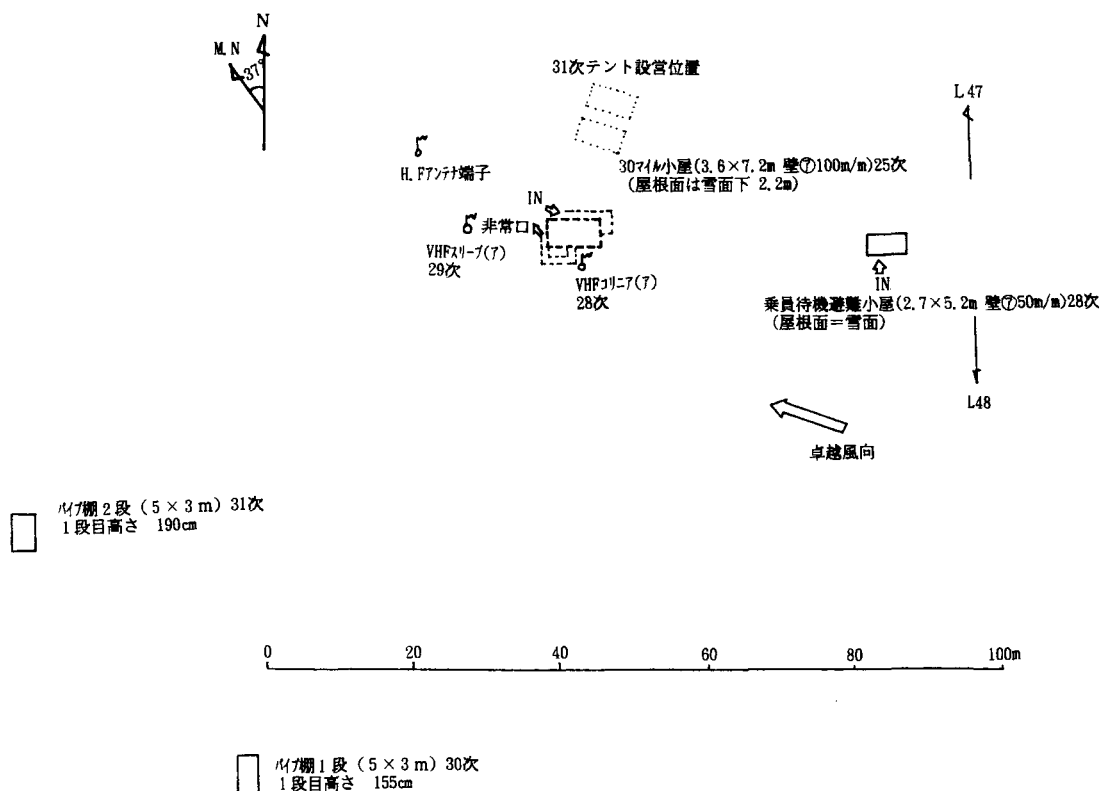 N
M.N
37°
31次テント設営位置
L47
H.Fアンテナ端子
30マイル小屋(3.6×7.2m 壁㋐100m/m)25次
(屋根面は雪面下 2.2m)
IN
非常口
VHFスリーブ(ア)
29次
VHFコリニア(ア)
28次
IN
乗員待機避難小屋(2.7×5.2m 壁㋐50m/m)28次
(屋根面=雪面)
L48
卓越風向
パイプ棚2段(5×3m)31次
1段目高さ 190cm
0 20 40 60 80 100m
パイプ棚1段(5×3m)30次
1段目高さ 155cm